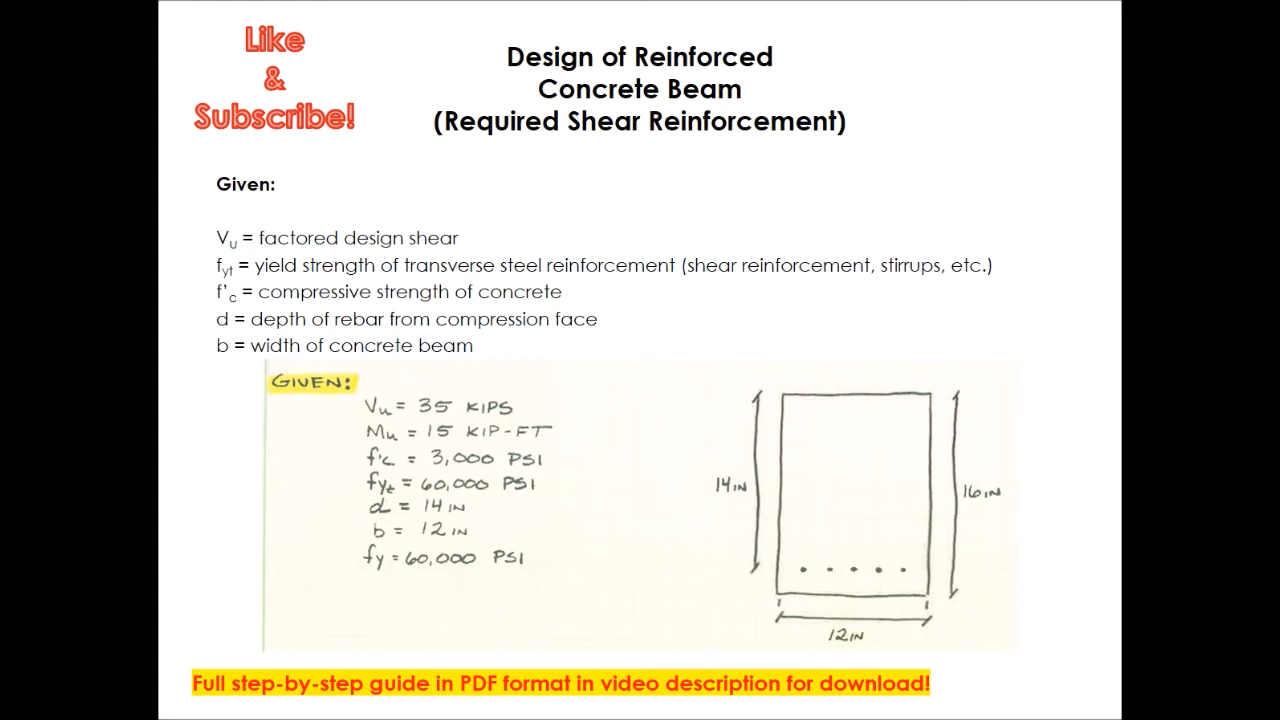 Like
&
Subscribe!
Design of Reinforced
Concrete Beam
(Required Shear Reinforcement)
Given:
Vu = factored design shear
fyt = yield strength of transverse steel reinforcement (shear reinforcement, stirrups, etc.)
f'c = compressive strength of concrete
d = depth of rebar from compression face
b = width of concrete beam
GIVEN:
Vu = 35 KIPS
Mu = 15 KIP-FT
f'c = 3,000 PSI
fyt = 60,000 PSI
d = 14 IN
b = 12 IN
fy = 60,000 PSI
14 IN
16 IN
12 IN
Full step-by-step guide in PDF format in video description for download!